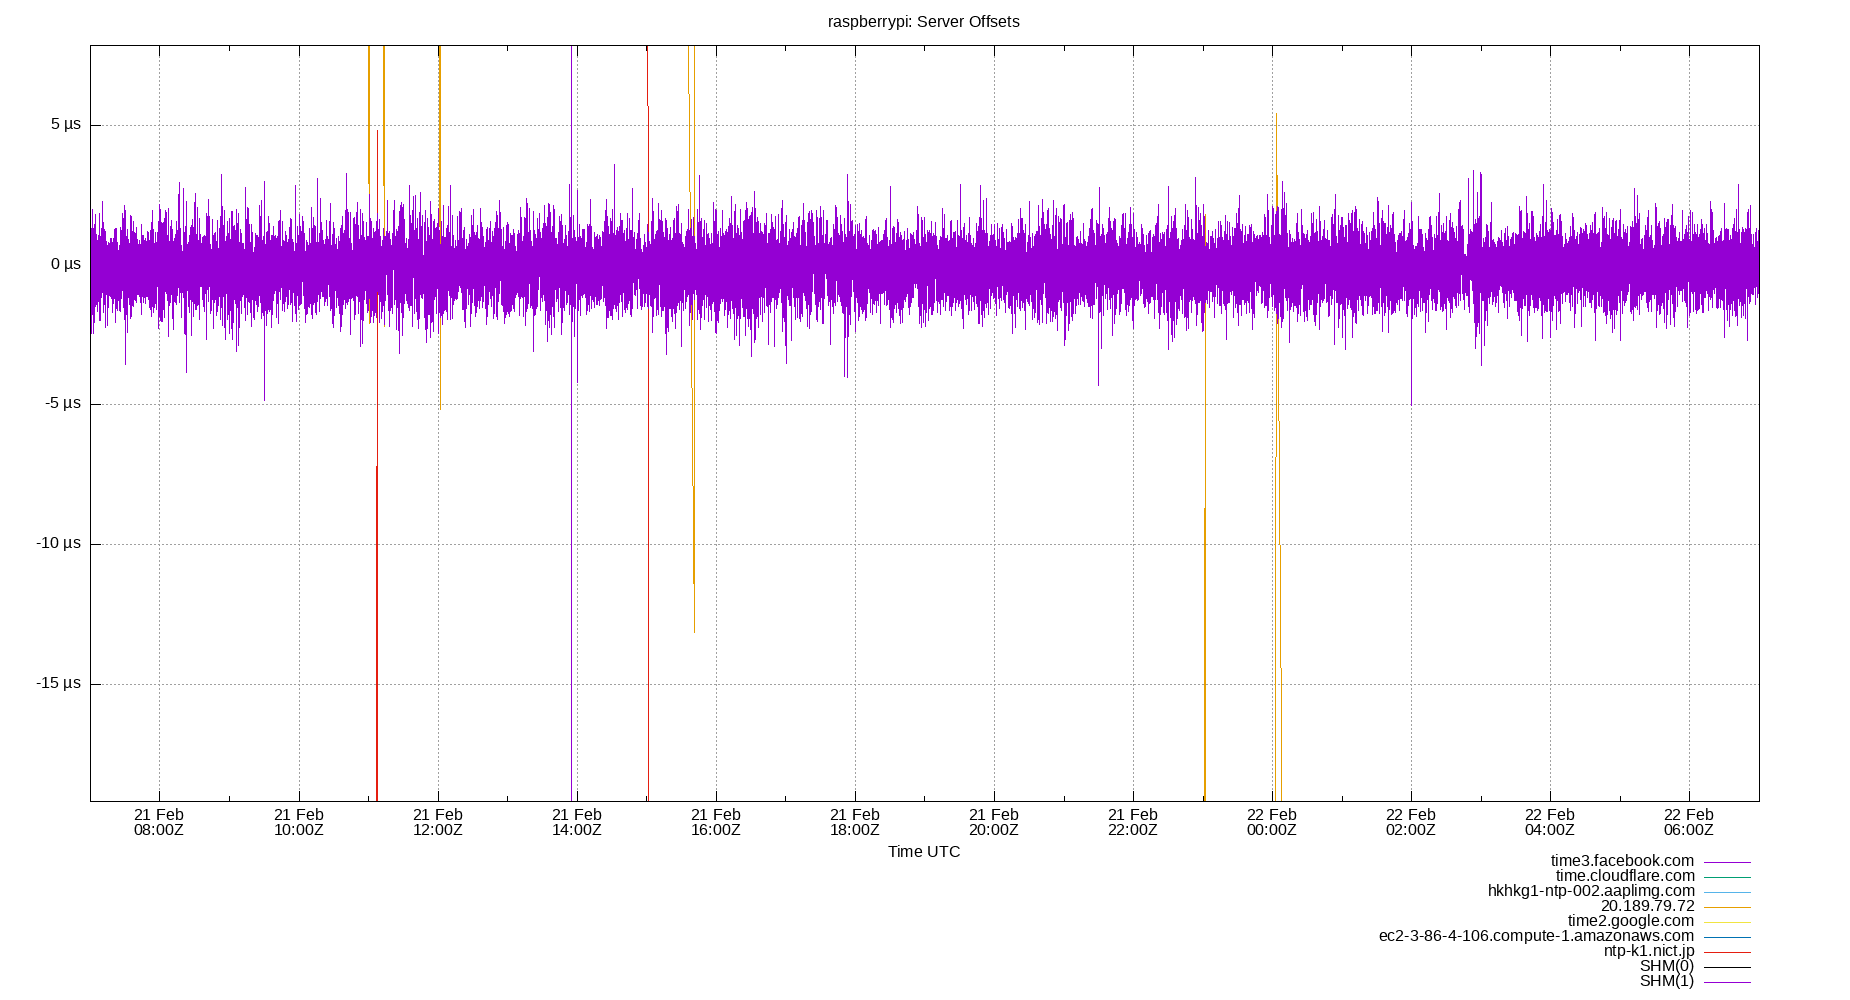 raspberrypi: Server Offsets
5 µs
0 µs
-5 µs
-10 µs
-15 µs
21 Feb 21 Feb 21 Feb 21 Feb 21 Feb 21 Feb 21 Feb 21 Feb 22 Feb 22 Feb 22 Feb 22 Feb
08:00Z 10:00Z 12:00Z 14:00Z 16:00Z 18:00Z 20:00Z 22:00Z 00:00Z 02:00Z 04:00Z 06:00Z
Time UTC
time3.facebook.com
time.cloudflare.com
hkhkg1-ntp-002.aaplimg.com
20.189.79.72
time2.google.com
ec2-3-86-4-106.compute-1.amazonaws.com
ntp-k1.nict.jp
SHM(0)
SHM(1)